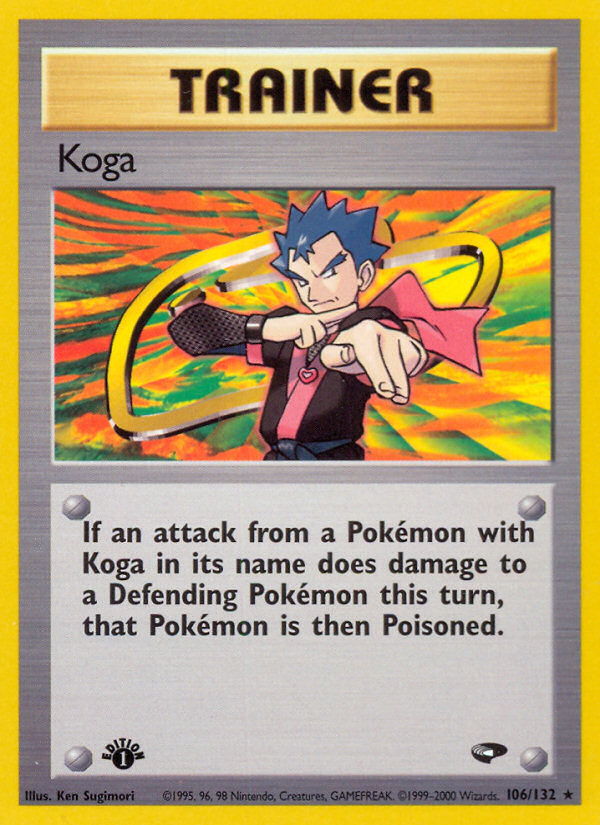 TRAINER
Koga
If an attack from a Pokémon with
Koga in its name does damage to
a Defending Pokémon this turn,
that Pokémon is then Poisoned.
EDITION
1
Illus. Ken Sugimori ©1995, 96, 98 Nintendo, Creatures, GAMEFREAK. ©1999–2000 Wizards. 106/132 ★